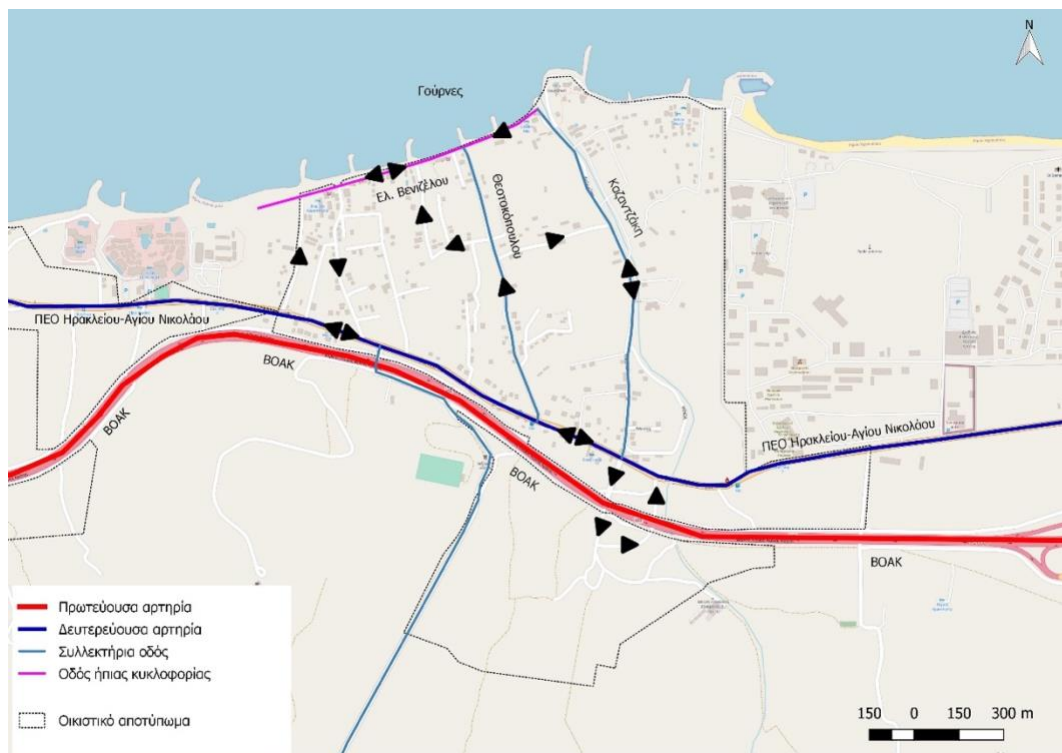 N
Γούρνες
Ελ. Βενιζέλου
Θεοτοκόπουλου
Καζαντζάκη
ΠΕΟ Ηρακλείου-Αγίου Νικολάου
ΒΟΑΚ
ΒΟΑΚ
ΒΟΑΚ
ΠΕΟ Ηρακλείου-Αγίου Νικολάου
ΒΟΑΚ
Πρωτεύουσα αρτηρία
Δευτερεύουσα αρτηρία
Συλλεκτήρια οδός
Οδός ήπιας κυκλοφορίας
Οικιστικό αποτύπωμα
150 0 150 300 m